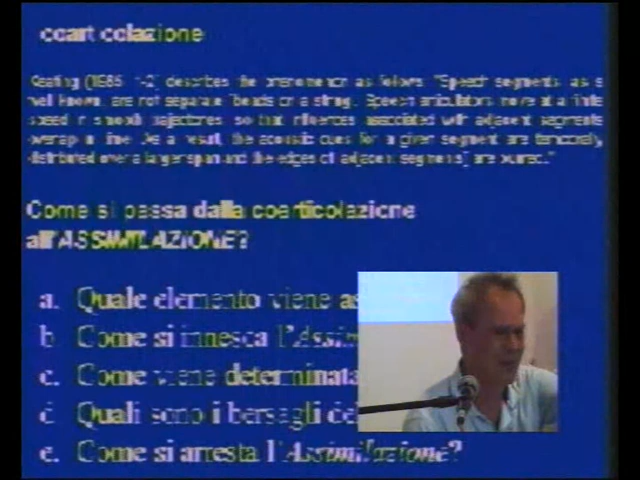 coarticolazione
Keating (1985: 1-2) describes the phenomenon as follows: "Speech segments, as is
well known, are not separate "beads on a string. Speech articulators move at a finite
speed in smooth trajectories, so that influences associated with adjacent segments
overlap in time. As a result, the acoustic cues for a given segment are temporally
distributed over a larger span and the edges of adjacent segments] are blurred."
Come si passa dalla coarticolazione
all'ASSIMILAZIONE?
a. Quale elemento viene
b Come si innesca l'Assi
c. Come viene determinata
d Quali sono i bersagli de
e. Come si arresta l'Assimilazione?